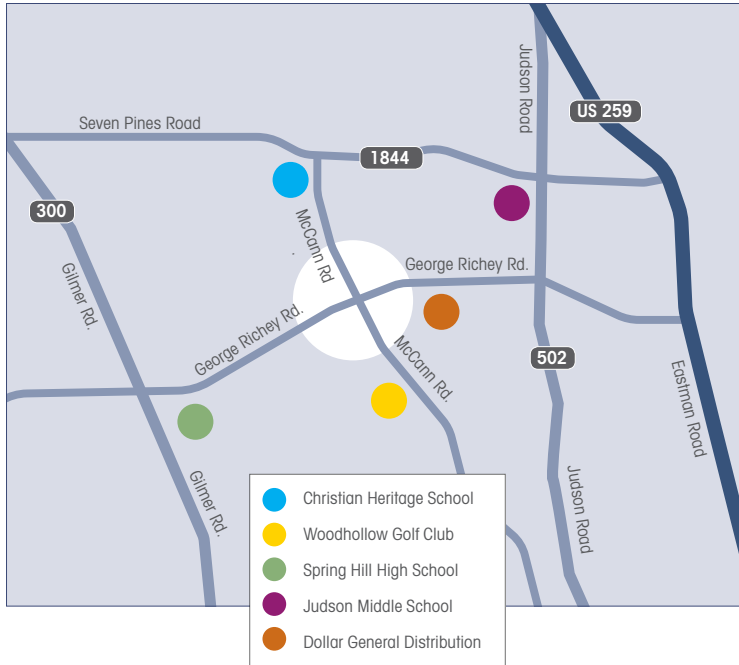 Judson Road
US 259
Seven Pines Road
1844
300
McCann Rd
Gilmer Rd.
George Richey Rd.
George Richey Rd.
McCann Rd.
502
Eastman Road
Gilmer Rd.
Judson Road
Christian Heritage School
Woodhollow Golf Club
Spring Hill High School
Judson Middle School
Dollar General Distribution